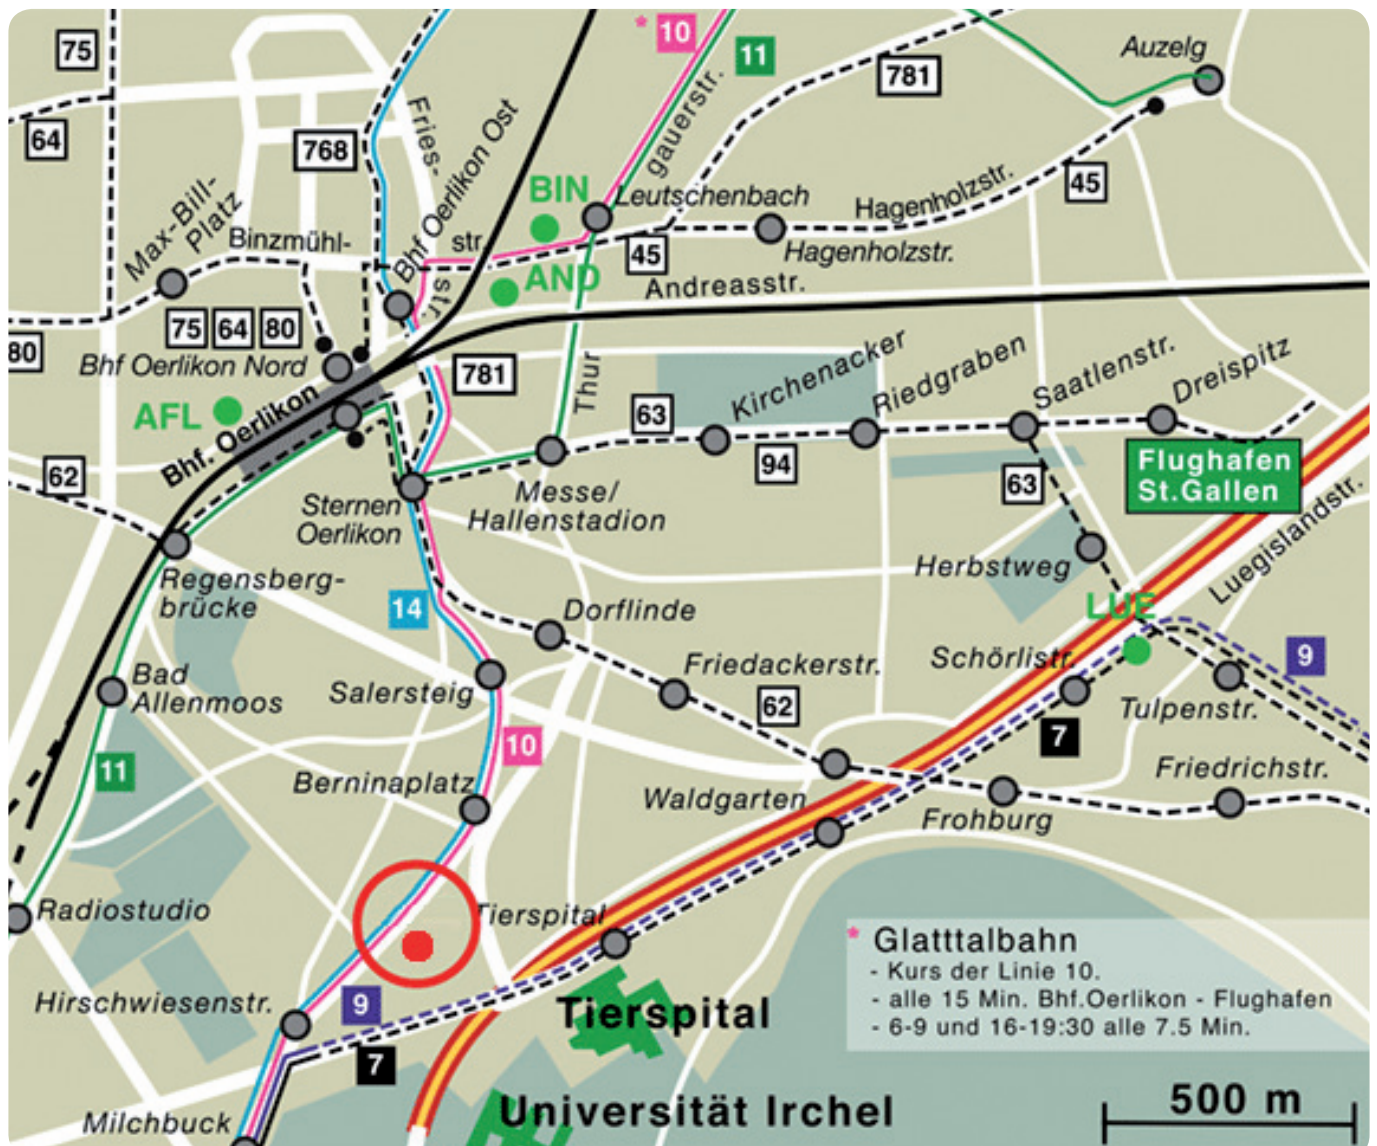 75
* 10
11
Auzelg
781
64
768
Fries-
gauerstr.
Bhf Oerlikon Ost
45
BIN
Leutschenbach
Hagenholzstr.
Max-Bill-
Platz
Binzmühl-
str.
str.
45
Hagenholzstr.
AND
Andreasstr.
75 64 80
80
Bhf Oerlikon Nord
781
Thur
Kirchenacker
Riedgraben
Saatlenstr.
Dreispitz
AFL
Bhf. Oerlikon
63
94
Flughafen
St.Gallen
62
63
Sternen
Oerlikon
Messe/
Hallenstadion
Luegislandstr.
Herbstweg
Regensberg-
brücke
14
Dorflinde
LUE
Schörlistr.
9
Friedackerstr.
Bad
Allenmoos
Salersteig
62
Tulpenstr.
7
10
11
Berninaplatz
Friedrichstr.
Waldgarten
Frohburg
Radiostudio
Tierspital
* Glatttalbahn
- Kurs der Linie 10.
- alle 15 Min. Bhf.Oerlikon - Flughafen
- 6-9 und 16-19:30 alle 7.5 Min.
Hirschwiesenstr.
9
Tierspital
7
Universität Irchel
500 m
Milchbuck